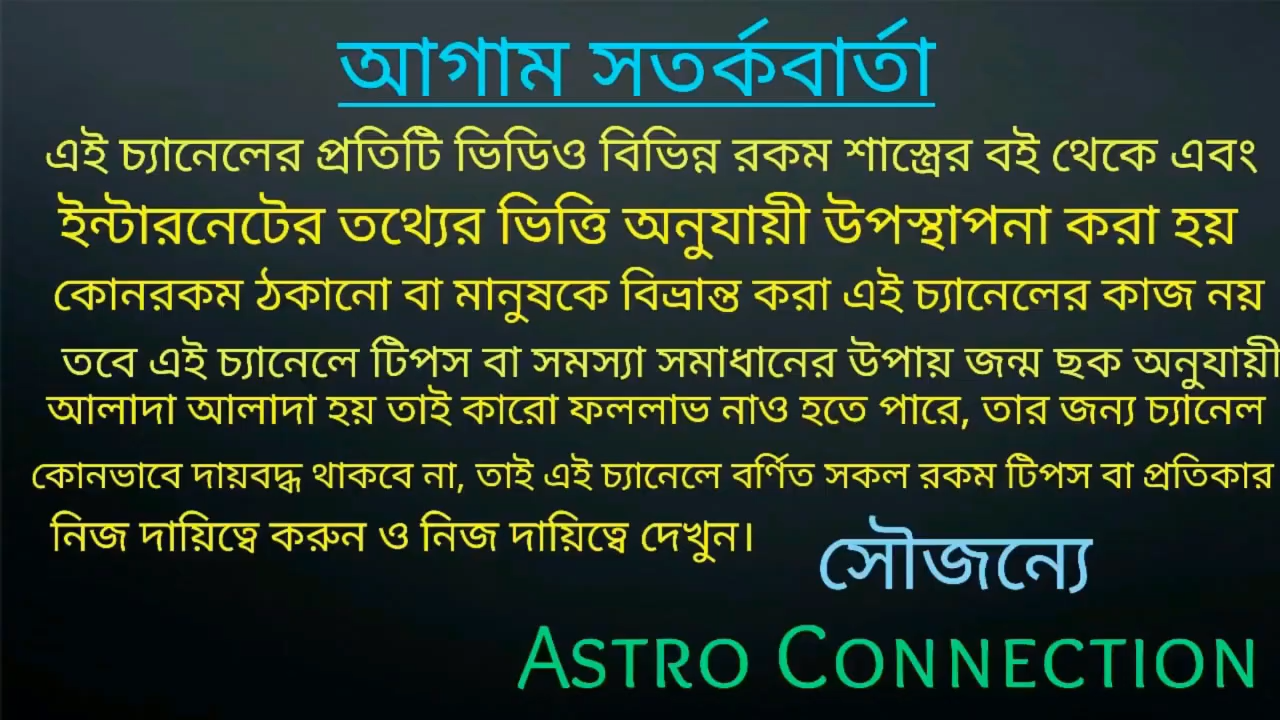 আগাম সতর্কবার্তা
এই চ্যানেলের প্রতিটি ভিডিও বিভিন্ন রকম শাস্ত্রের বই থেকে এবং
ইন্টারনেটের তথ্যের ভিত্তি অনুযায়ী উপস্থাপনা করা হয়
কোনরকম ঠকানো বা মানুষকে বিভ্রান্ত করা এই চ্যানেলের কাজ নয়
তবে এই চ্যানেলে টিপস বা সমস্যা সমাধানের উপায় জন্ম ছক অনুযায়ী
আলাদা আলাদা হয় তাই কারো ফললাভ নাও হতে পারে, তার জন্য চ্যানেল
কোনভাবে দায়বদ্ধ থাকবে না, তাই এই চ্যানেলে বর্ণিত সকল রকম টিপস বা প্রতিকার
নিজ দায়িত্বে করুন ও নিজ দায়িত্বে দেখুন।
সৌজন্যে
ASTRO CONNECTION